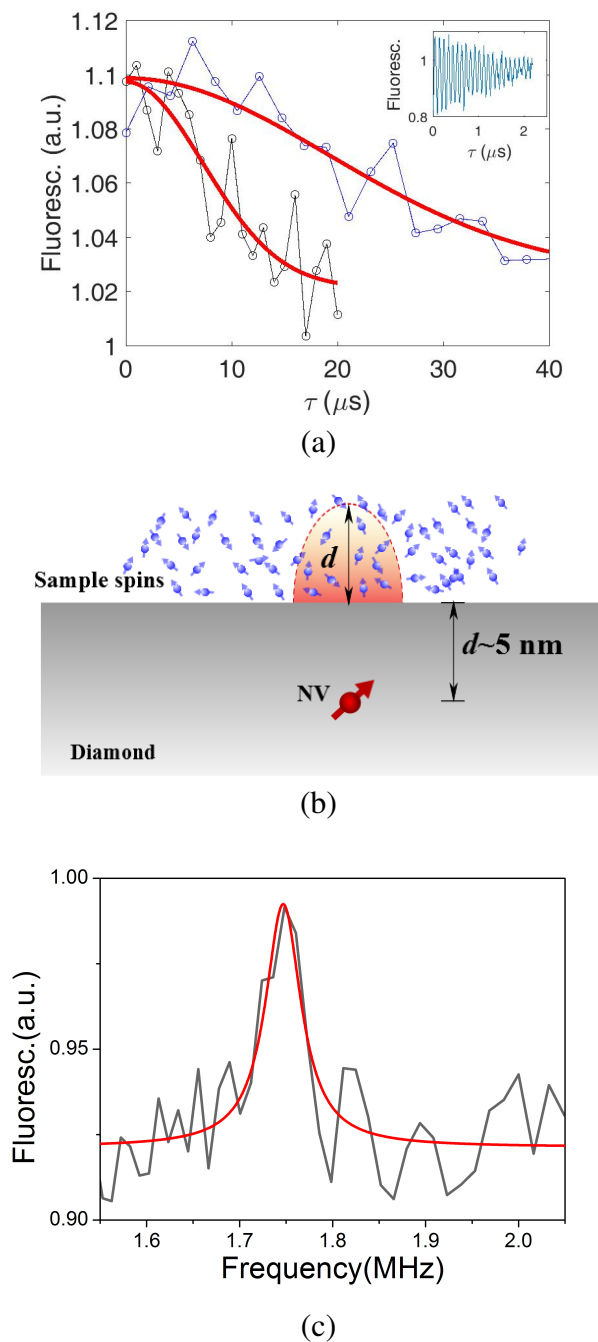 1.12
1.1
1.08
1.06
1.04
1.02
1
Fluoresc. (a.u.)
0
10
20
30
40
τ (μs)
Fluoresc.
1
0.8
0
1
2
τ (μs)
(a)
d
Sample spins
d~5 nm
NV
Diamond
(b)
1.00
0.95
0.90
Fluoresc.(a.u.)
1.6
1.7
1.8
1.9
2.0
Frequency(MHz)
(c)